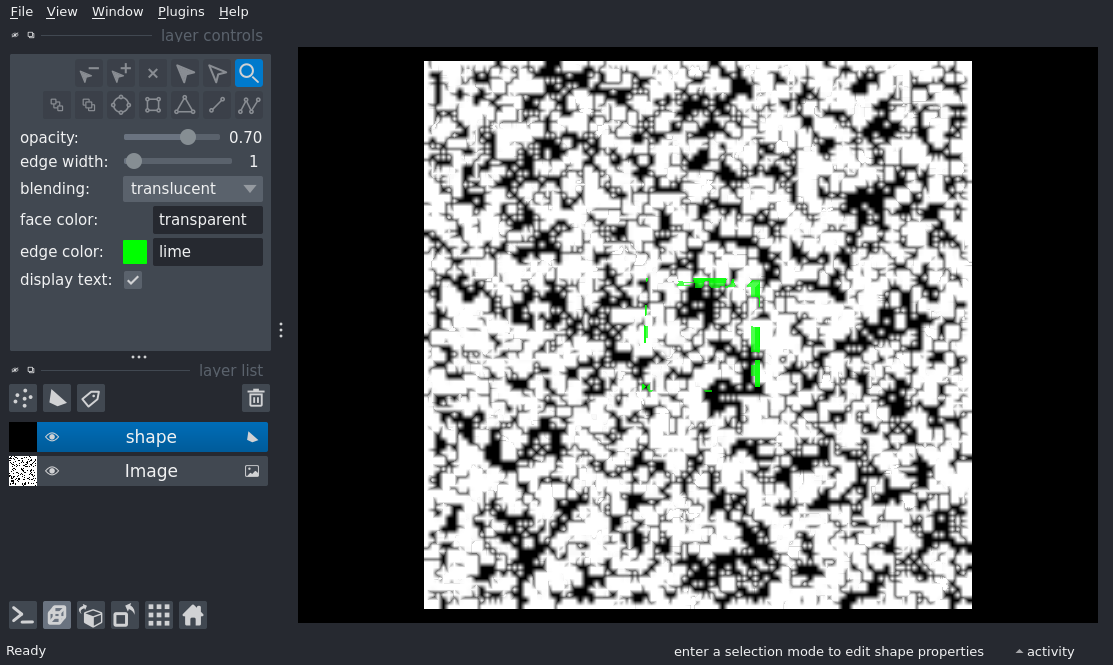 File View Window Plugins Help
layer controls
opacity: 0.70
edge width: 1
blending: translucent
face color: transparent
edge color: lime
display text:
layer list
shape
Image
Ready
enter a selection mode to edit shape properties
activity